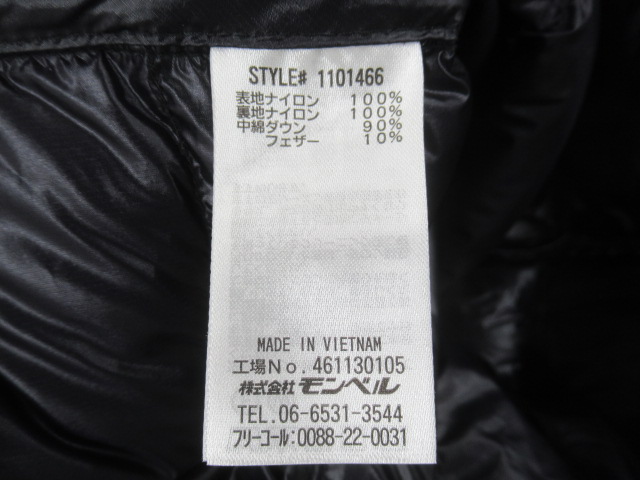 STYLE# 1101466
表地ナイロン 100%
裏地ナイロン 100%
中綿ダウン 90%
フェザー 10%
MADE IN VIETNAM
工場No. 461130105
株式会社 モンベル
TEL. 06-6531-3544
フリーコール:0088-22-0031